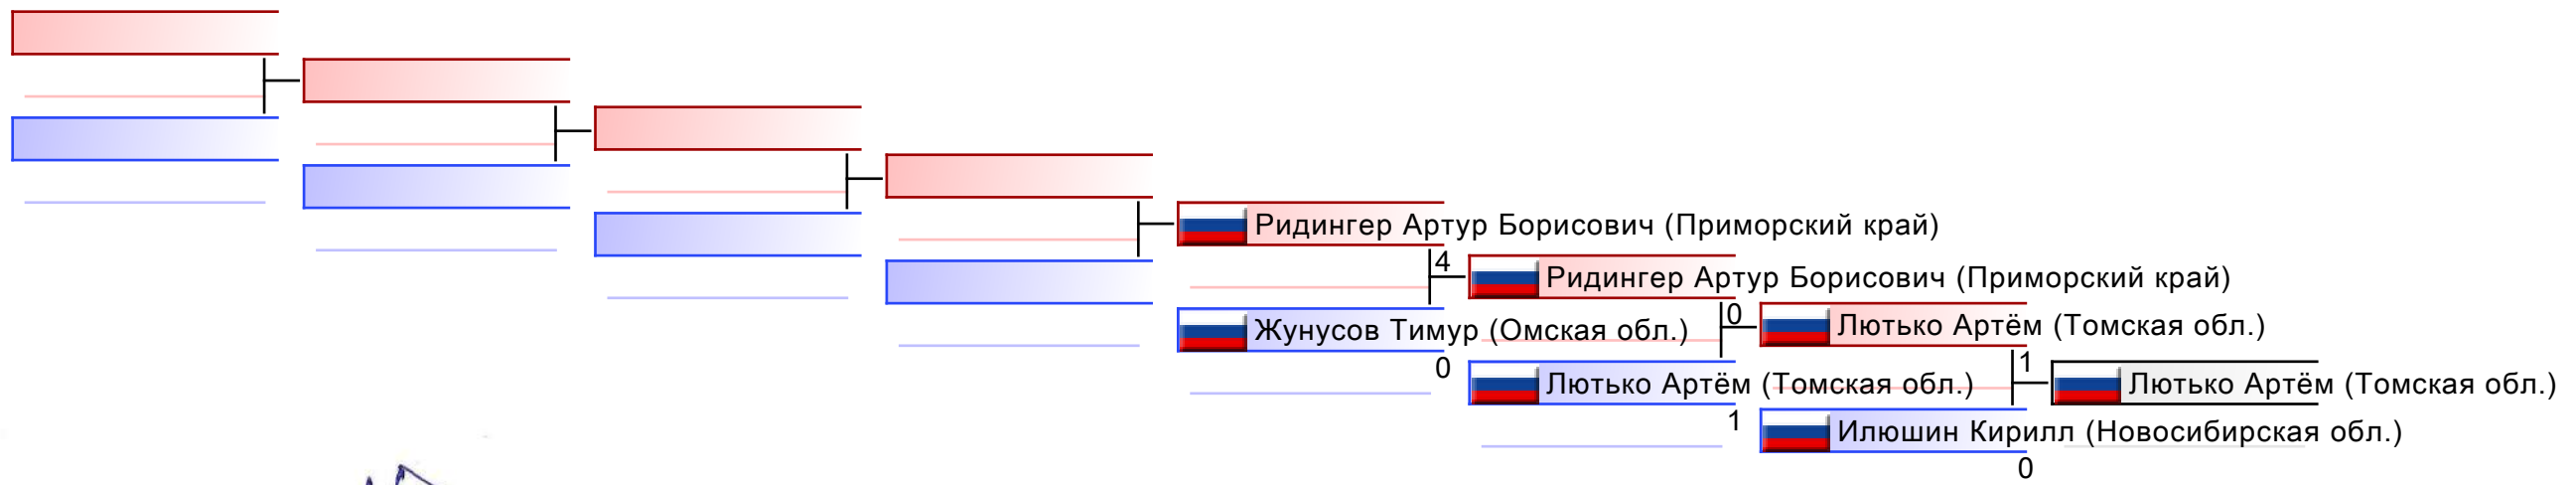 Ридингер Артур Борисович (Приморский край)
4
Ридингер Артур Борисович (Приморский край)
Жунусов Тимур (Омская обл.)
0
0
Лютько Артём (Томская обл.)
Лютько Артём (Томская обл.)
1
1
Лютько Артём (Томская обл.)
Илюшин Кирилл (Новосибирская обл.)
0